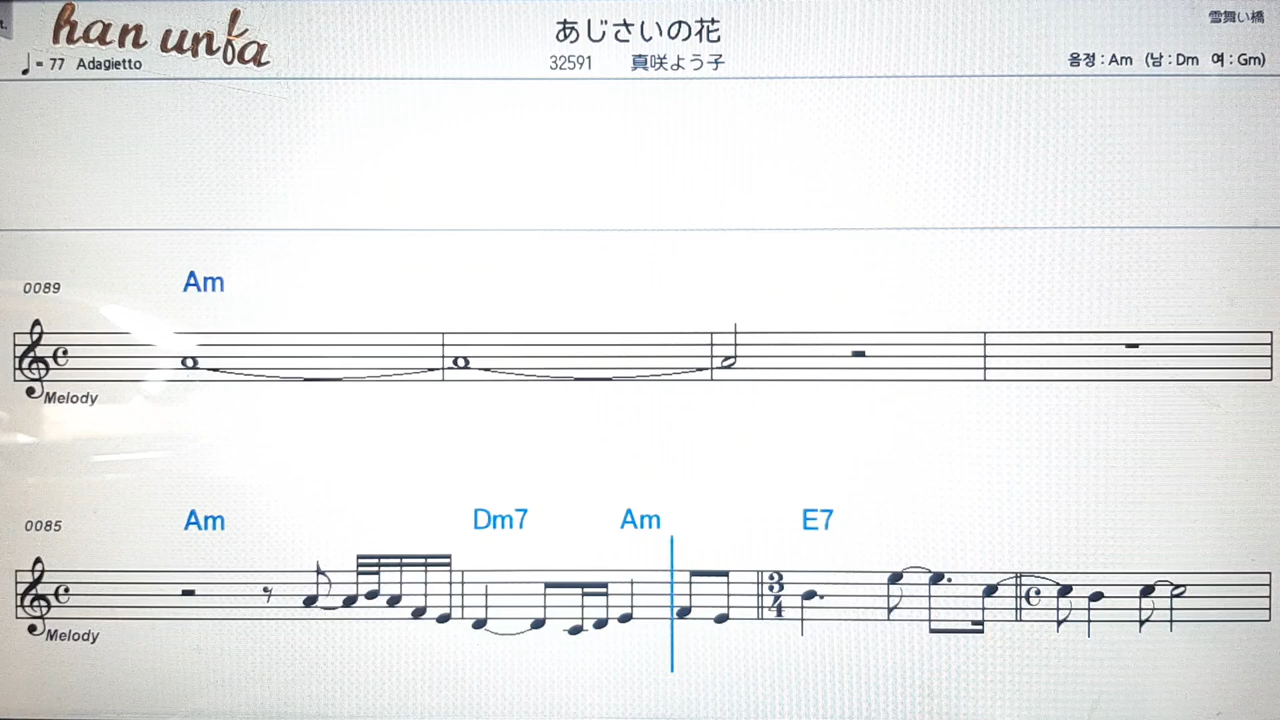 han unfa
♩= 77 Adagietto
あじさいの花
32591 真咲よう子
雪舞い橋
음정 : Am (남 : Dm 여 : Gm)
0089
Am
Melody
0085
Am Dm7 Am E7
Melody